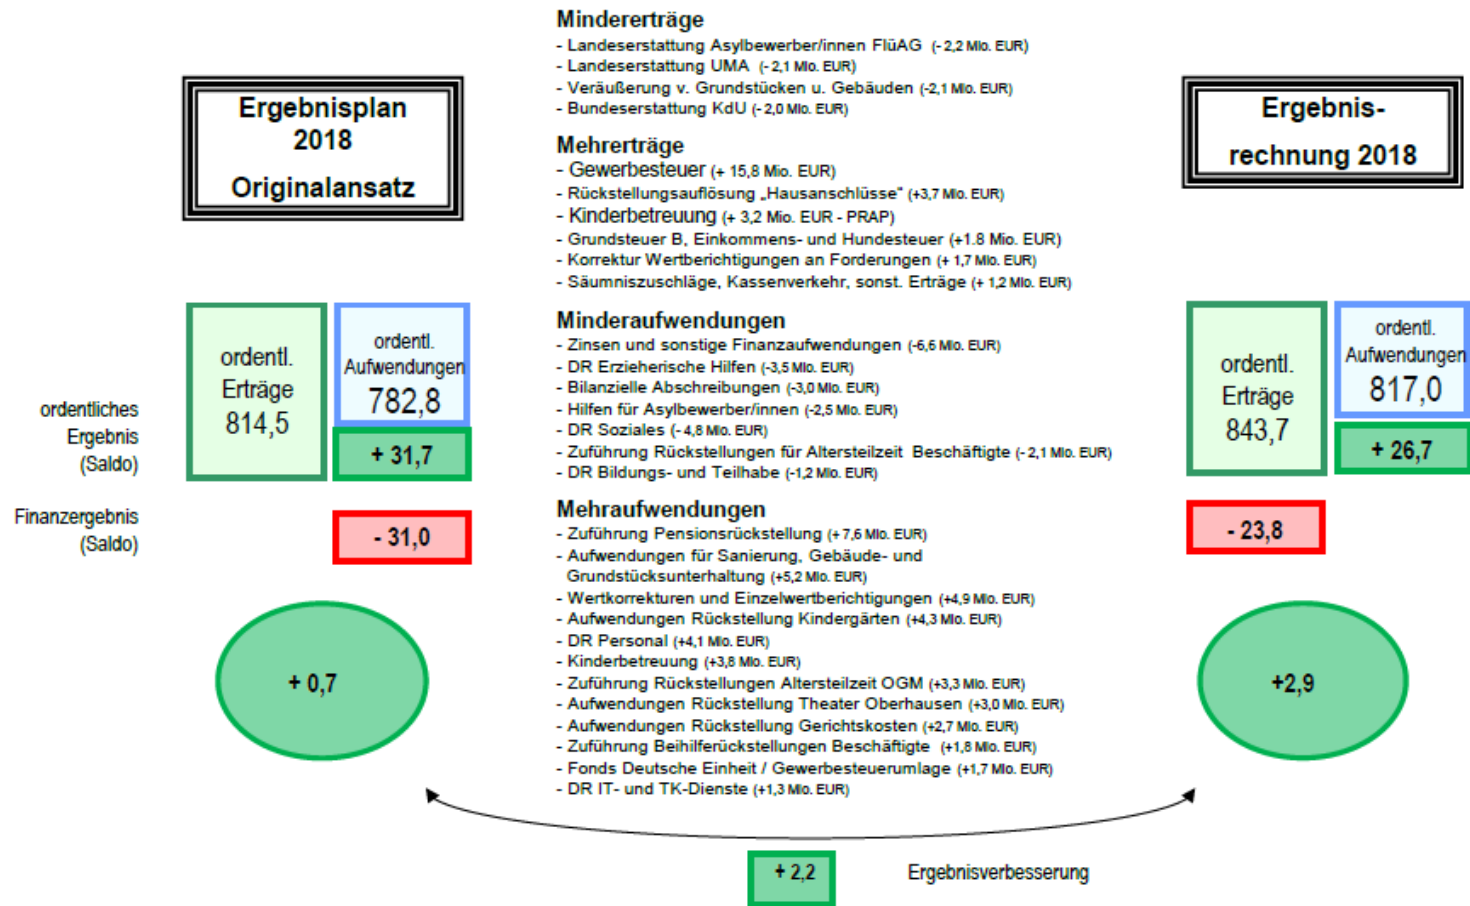 Ergebnisplan
2018
Originalansatz
ordentl.
Erträge
814,5
ordentl.
Aufwendungen
782,8
ordentliches
Ergebnis
(Saldo)
+ 31,7
Finanzergebnis
(Saldo)
- 31,0
+ 0,7
Mindererträge
- Landeserstattung Asylbewerber/innen FlüAG (- 2,2 Mio. EUR)
- Landeserstattung UMA (- 2,1 Mio. EUR)
- Veräußerung v. Grundstücken u. Gebäuden (-2,1 Mio. EUR)
- Bundeserstattung KdU (- 2,0 Mio. EUR)
Mehrerträge
- Gewerbesteuer (+ 15,8 Mio. EUR)
- Rückstellungsauflösung „Hausanschlüsse“ (+3,7 Mio. EUR)
- Kinderbetreuung (+ 3,2 Mio. EUR - PRAP)
- Grundsteuer B, Einkommens- und Hundesteuer (+1.8 Mio. EUR)
- Korrektur Wertberichtigungen an Forderungen (+ 1,7 Mio. EUR)
- Säumniszuschläge, Kassenverkehr, sonst. Erträge (+ 1,2 Mio. EUR)
Minderaufwendungen
- Zinsen und sonstige Finanzaufwendungen (-6,6 Mio. EUR)
- DR Erzieherische Hilfen (-3,5 Mio. EUR)
- Bilanzielle Abschreibungen (-3,0 Mio. EUR)
- Hilfen für Asylbewerber/innen (-2,5 Mio. EUR)
- DR Soziales (- 4,8 Mio. EUR)
- Zuführung Rückstellungen für Altersteilzeit Beschäftigte (- 2,1 Mio. EUR)
- DR Bildungs- und Teilhabe (-1,2 Mio. EUR)
Mehraufwendungen
- Zuführung Pensionsrückstellung (+ 7,6 Mio. EUR)
- Aufwendungen für Sanierung, Gebäude- und
Grundstücksunterhaltung (+5,2 Mio. EUR)
- Wertkorrekturen und Einzelwertberichtigungen (+4,9 Mio. EUR)
- Aufwendungen Rückstellung Kindergärten (+4,3 Mio. EUR)
- DR Personal (+4,1 Mio. EUR)
- Kinderbetreuung (+3,8 Mio. EUR)
- Zuführung Rückstellungen Altersteilzeit OGM (+3,3 Mio. EUR)
- Aufwendungen Rückstellung Theater Oberhausen (+3,0 Mio. EUR)
- Aufwendungen Rückstellung Gerichtskosten (+2,7 Mio. EUR)
- Zuführung Beihilferückstellungen Beschäftigte (+1,8 Mio. EUR)
- Fonds Deutsche Einheit / Gewerbesteuerumlage (+1,7 Mio. EUR)
- DR IT- und TK-Dienste (+1,3 Mio. EUR)
Ergebnis-
rechnung 2018
ordentl.
Erträge
843,7
ordentl.
Aufwendungen
817,0
+ 26,7
- 23,8
+2,9
+ 2,2
Ergebnisverbesserung